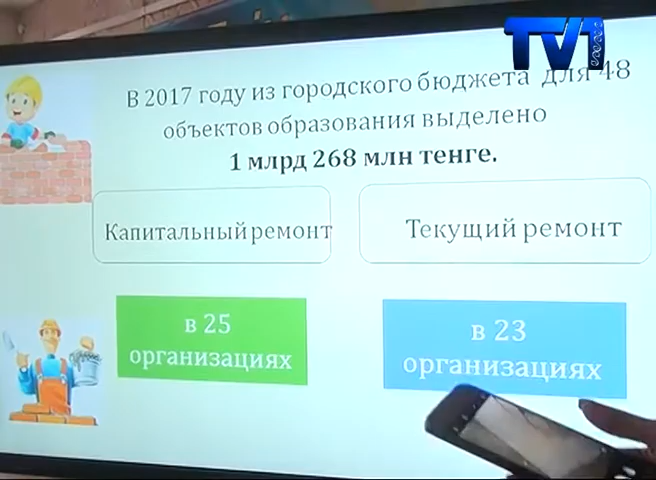 TV1
В 2017 году из городского бюджета для 48
объектов образования выделено
1 млрд 268 млн тенге.
Капитальный ремонт
Текущий ремонт
в 25
организациях
в 23
организациях